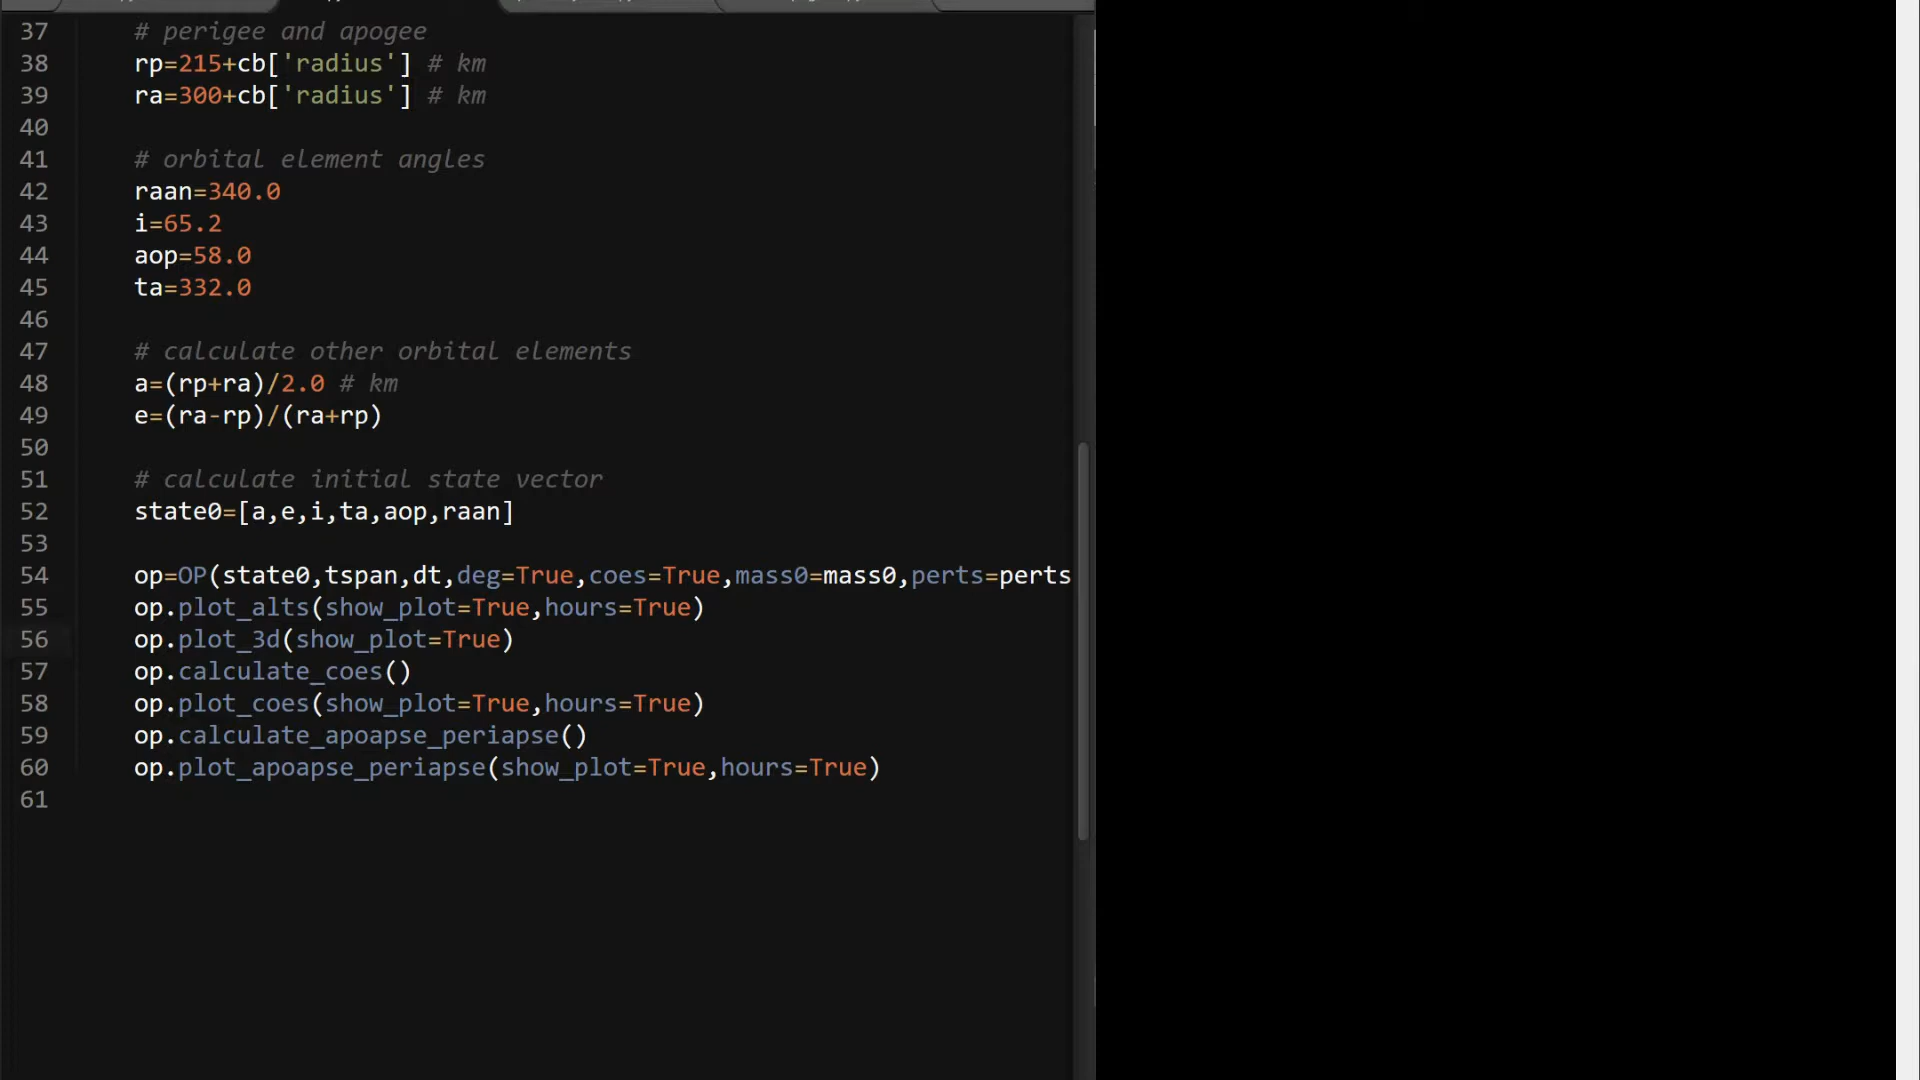 37 # perigee and apogee
38 rp=215+cb['radius'] # km
39 ra=300+cb['radius'] # km
40
41 # orbital element angles
42 raan=340.0
43 i=65.2
44 aop=58.0
45 ta=332.0
46
47 # calculate other orbital elements
48 a=(rp+ra)/2.0 # km
49 e=(ra-rp)/(ra+rp)
50
51 # calculate initial state vector
52 state0=[a,e,i,ta,aop,raan]
53
54 op=OP(state0,tspan,dt,deg=True,coes=True,mass0=mass0,perts=perts
55 op.plot_alts(show_plot=True,hours=True)
56 op.plot_3d(show_plot=True)
57 op.calculate_coes()
58 op.plot_coes(show_plot=True,hours=True)
59 op.calculate_apoapse_periapse()
60 op.plot_apoapse_periapse(show_plot=True,hours=True)
61